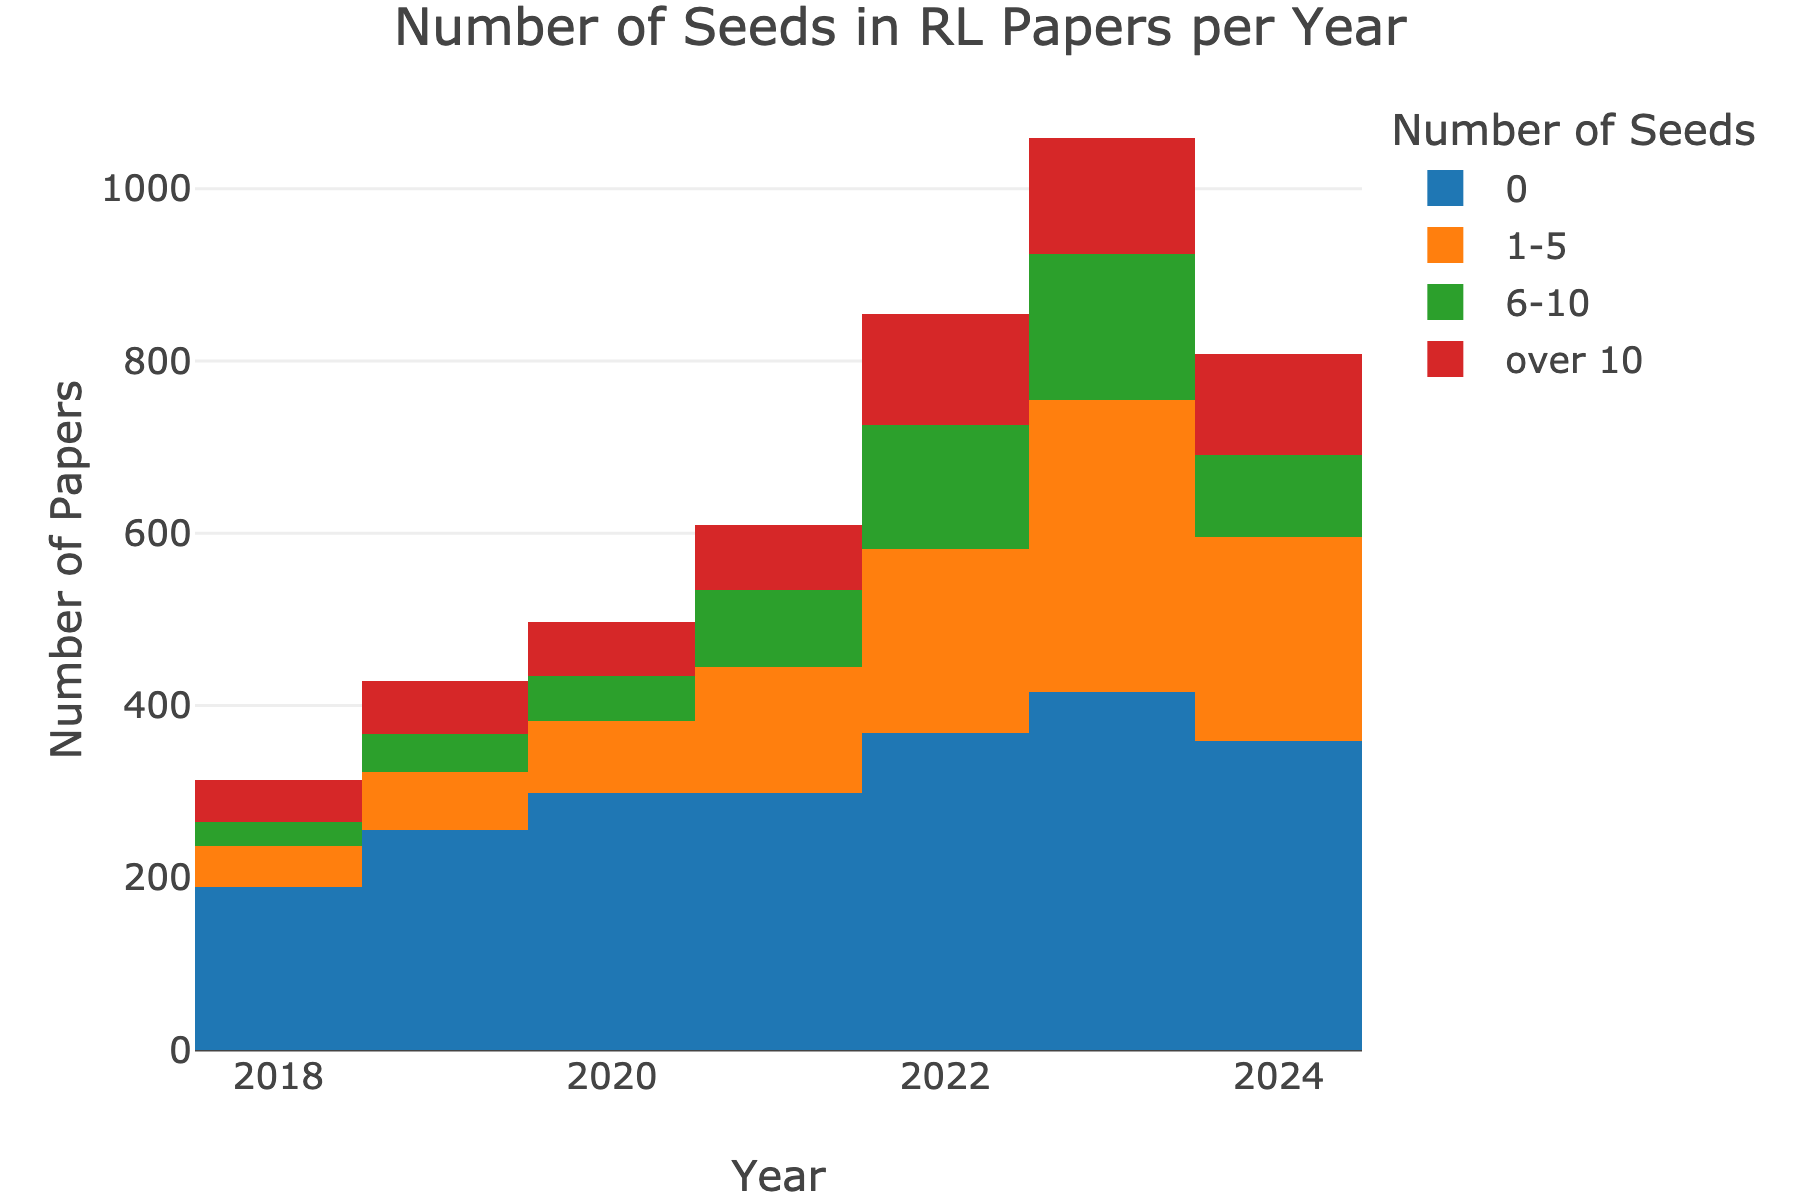 Number of Seeds in RL Papers per Year
Number of Seeds
0
1-5
6-10
over 10
Number of Papers
1000
800
600
400
200
0
2018
2020
2022
2024
Year